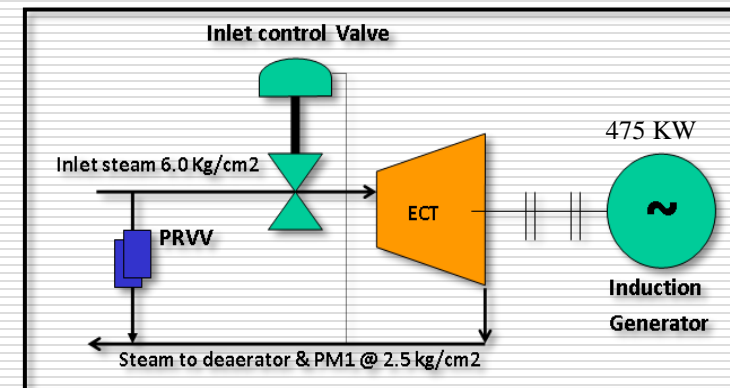 Inlet control Valve
475 KW
Inlet steam 6.0 Kg/cm2
ECT
~
PRVV
Induction
Generator
Steam to deaerator & PM1 @ 2.5 kg/cm2